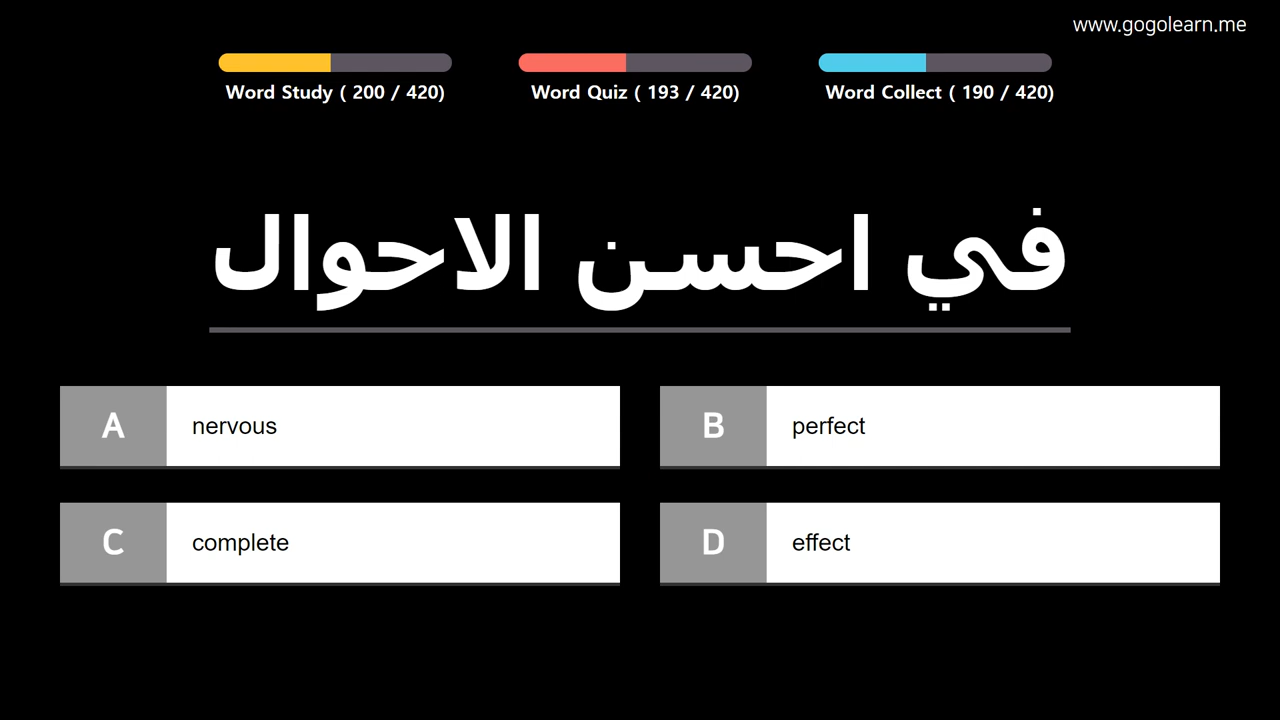 www.gogolearn.me
Word Study ( 200 / 420)
Word Quiz ( 193 / 420)
Word Collect ( 190 / 420)
في احسن الاحوال
A nervous
B perfect
C complete
D effect